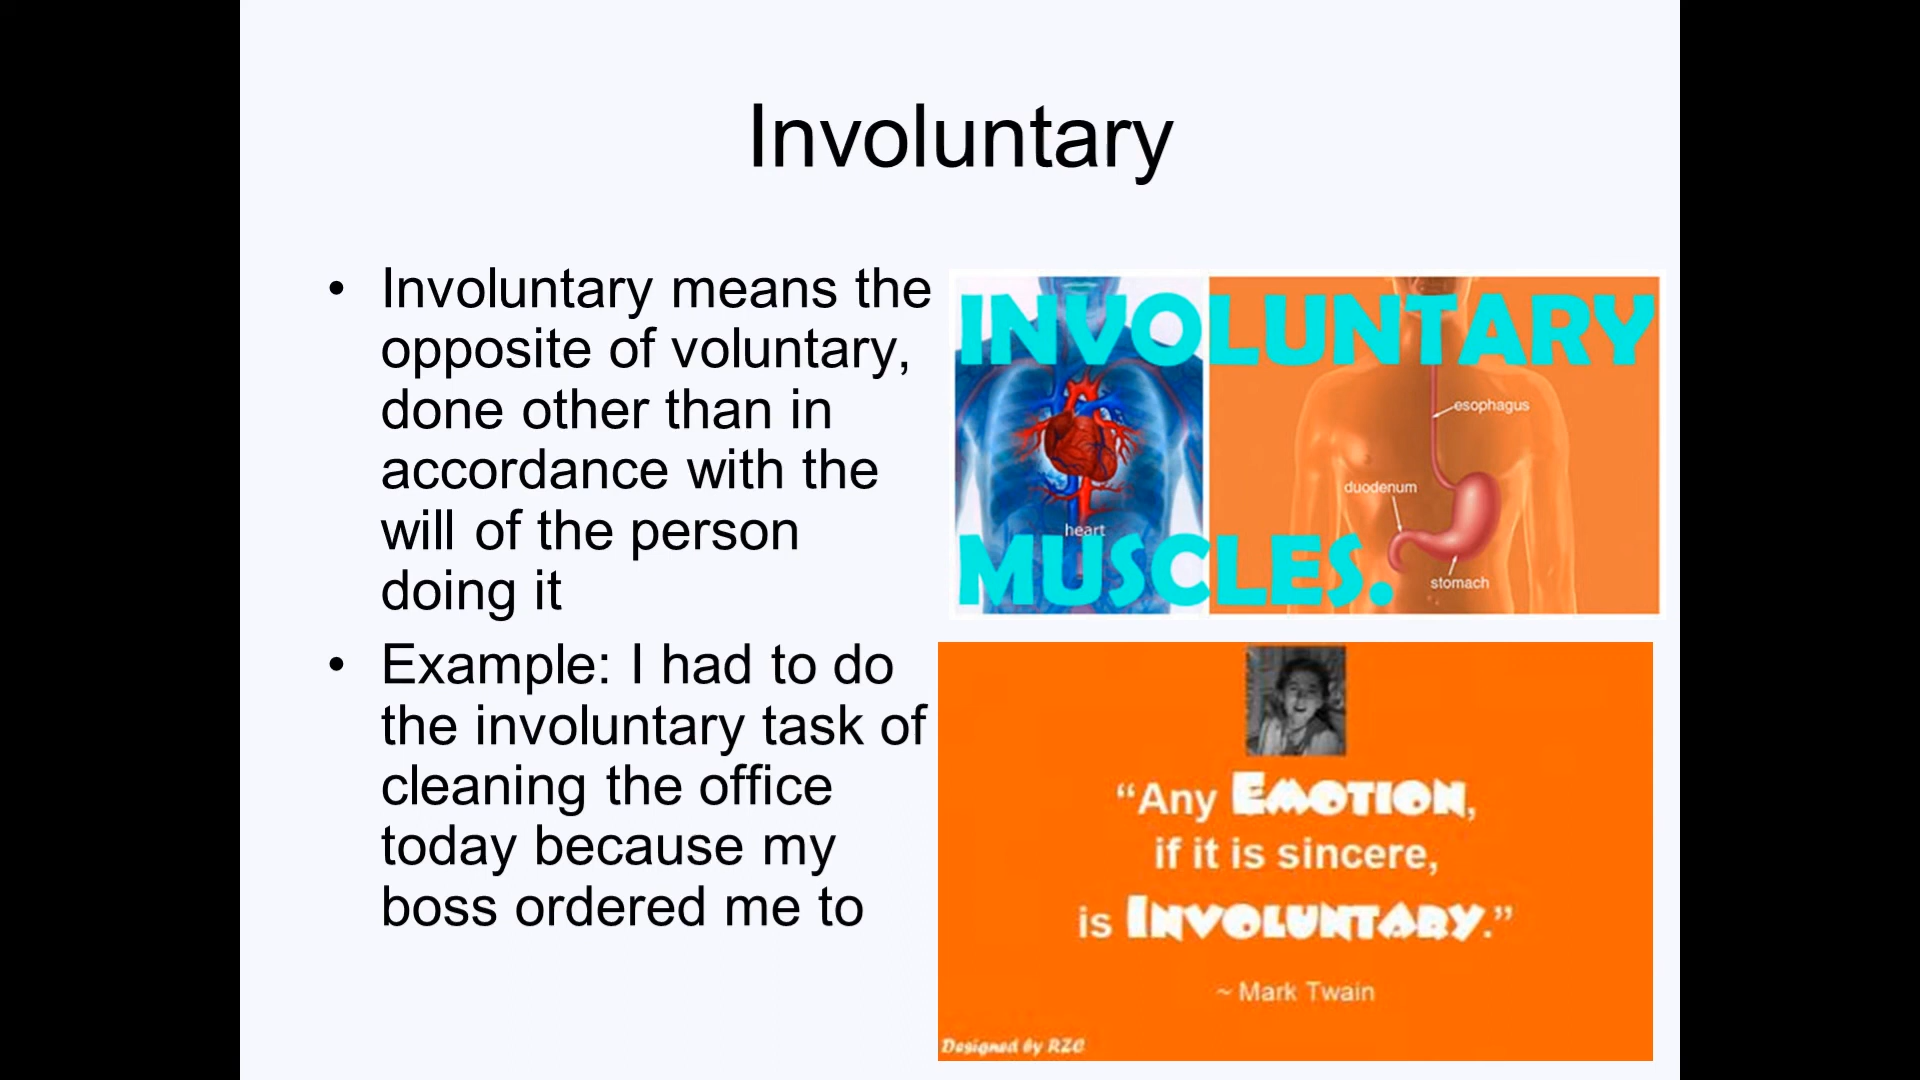 Involuntary
• Involuntary means the
opposite of voluntary,
done other than in
accordance with the
will of the person
doing it
• Example: I had to do
the involuntary task of
cleaning the office
today because my
boss ordered me to
INVOLUNTARY
esophagus
duodenum
heart
MUSCLES.
stomach
“Any EMOTION,
if it is sincere,
is INVOLUNTARY.”
~ Mark Twain
Designed by RZC